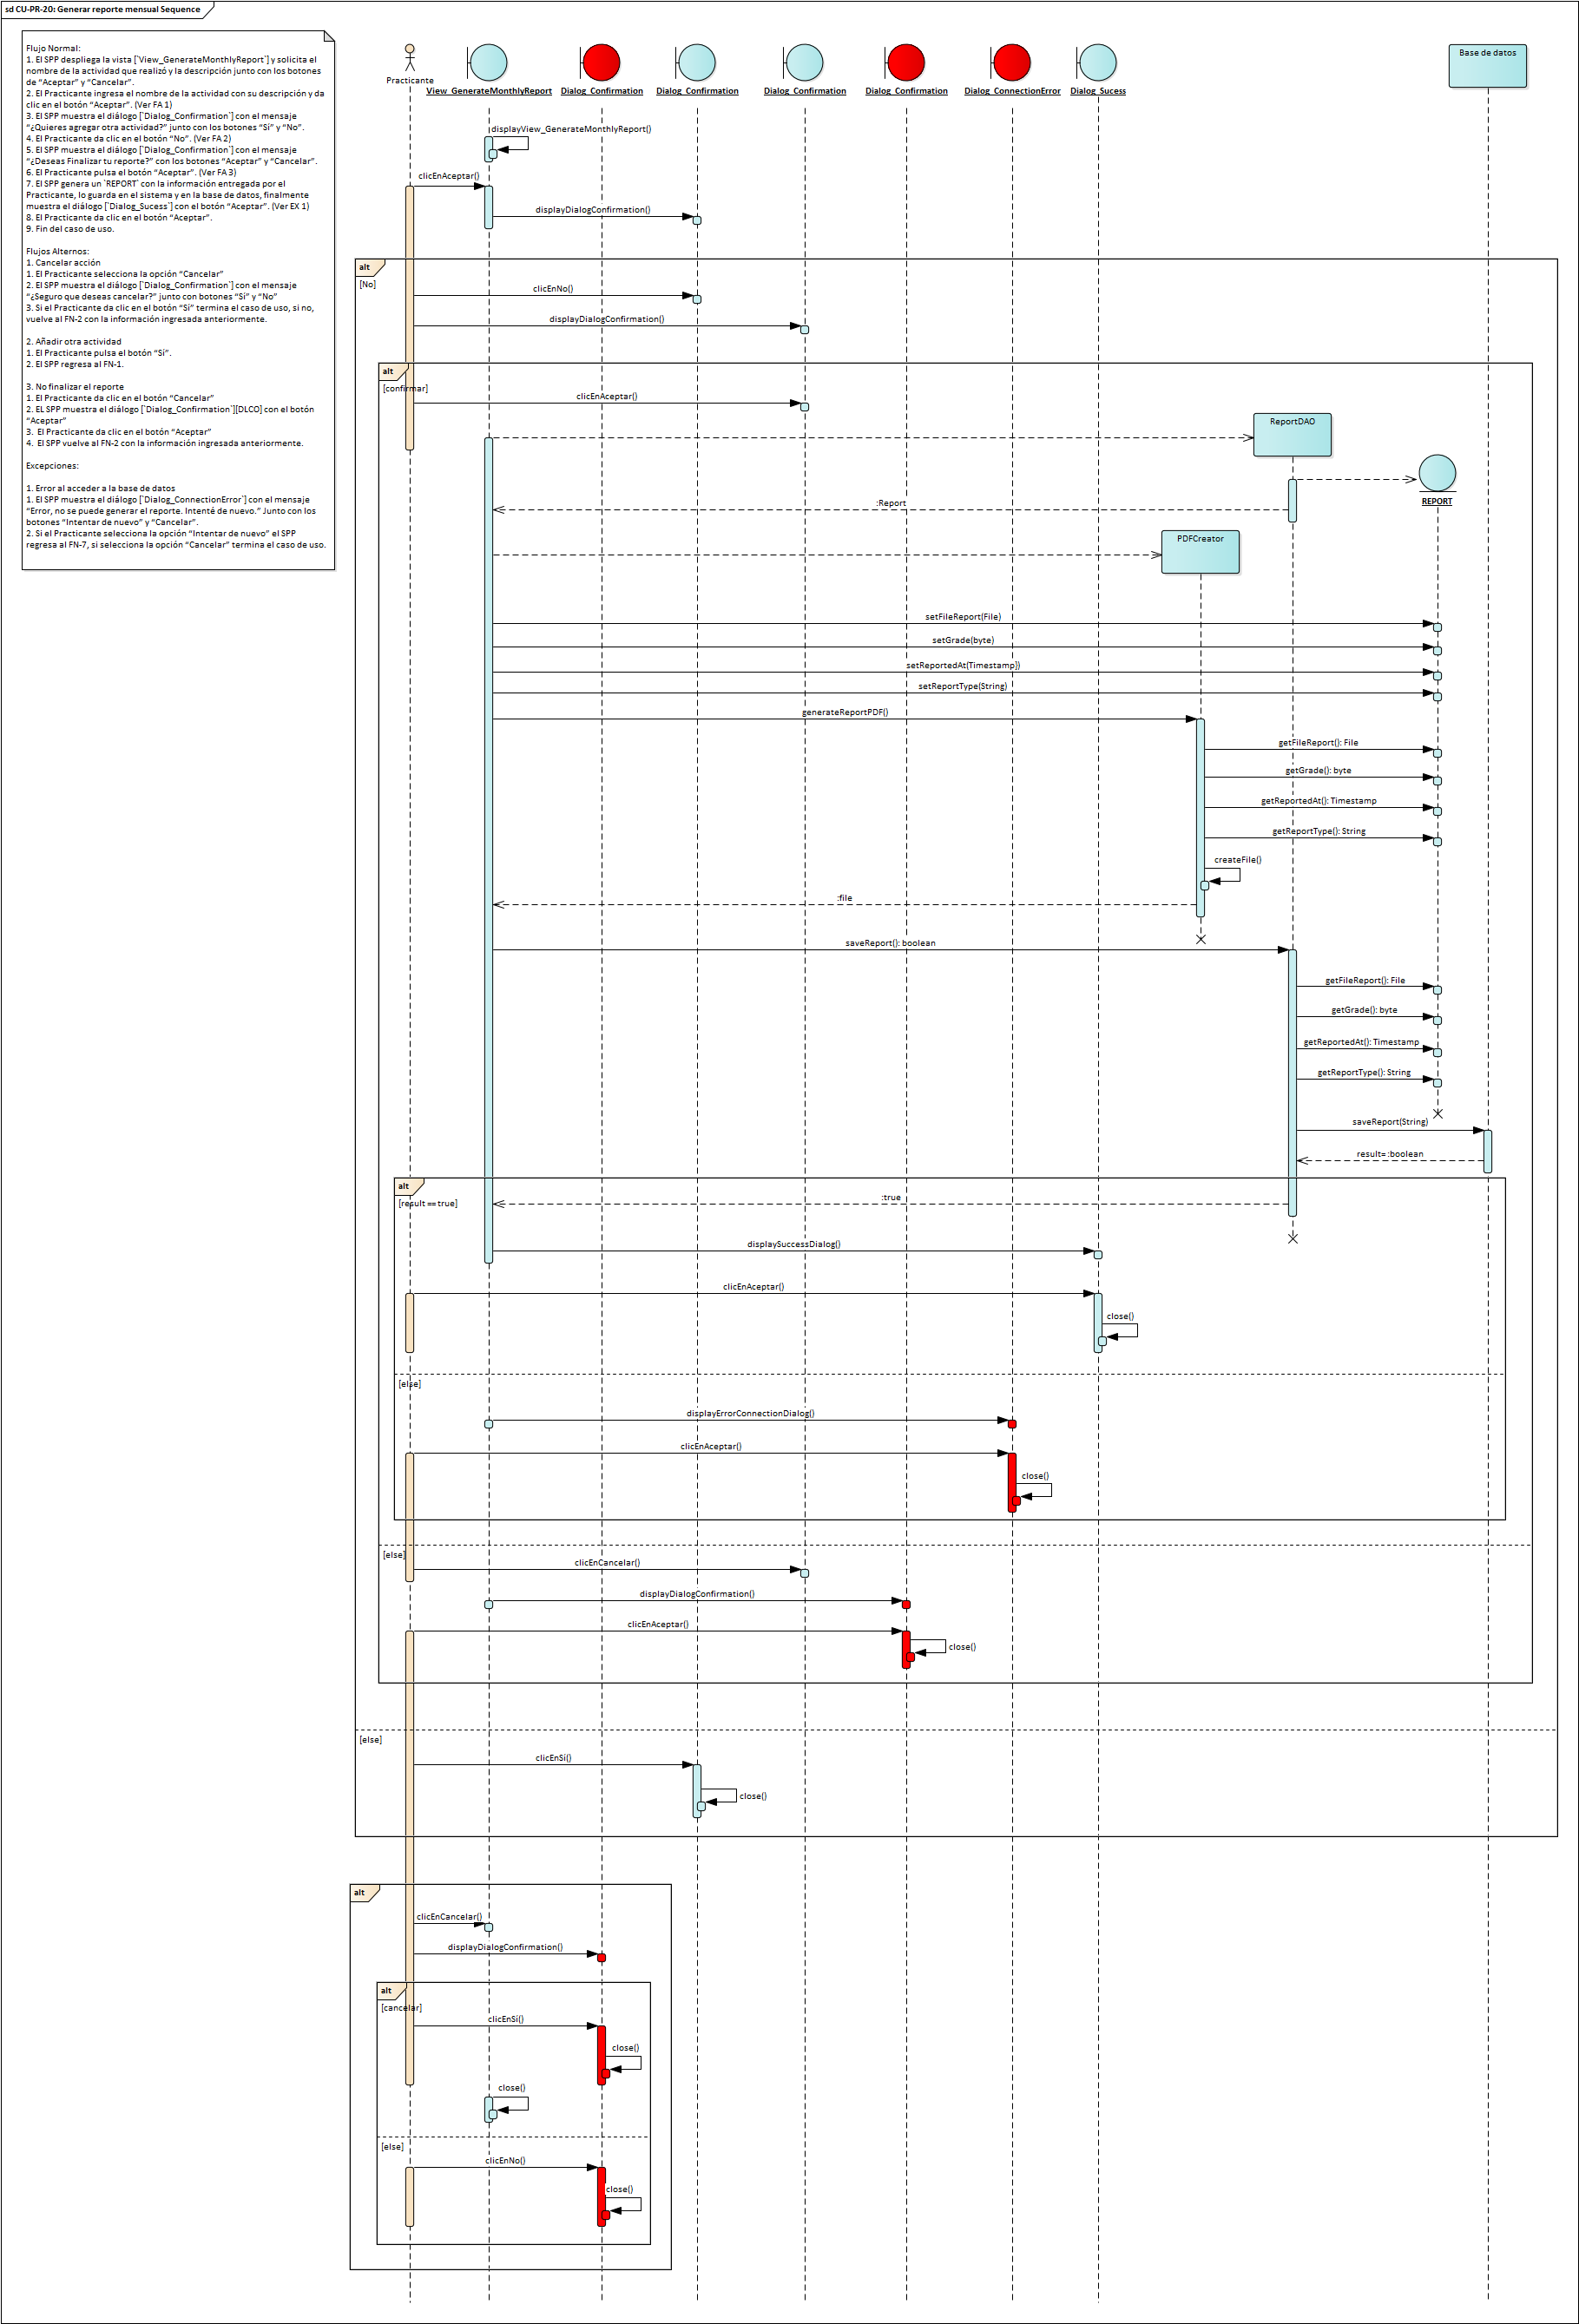 sd CU-PR-20: Generar reporte mensual Sequence
Flujo Normal:
1. El SPP despliega la vista [`View_GenerateMonthlyReport`] y solicita el
nombre de la actividad que realizó y la descripción junto con los botones
de “Aceptar” y “Cancelar”.
2. El Practicante ingresa el nombre de la actividad con su descripción y da
clic en el botón “Aceptar”. (Ver FA 1)
3. El SPP muestra el diálogo [`Dialog_Confirmation`] con el mensaje
“¿Quieres agregar otra actividad?” junto con los botones “Sí” y “No”.
4. El Practicante da clic en el botón “No”. (Ver FA 2)
5. El SPP muestra el diálogo [`Dialog_Confirmation`] con el mensaje
“¿Deseas Finalizar tu reporte?” con los botones “Aceptar” y “Cancelar”.
6. El Practicante pulsa el botón “Aceptar”. (Ver FA 3)
7. El SPP genera un `REPORT` con la información entregada por el
Practicante, lo guarda en el sistema y en la base de datos, finalmente
muestra el diálogo [`Dialog_Sucess`] con el botón “Aceptar”. (Ver EX 1)
8. El Practicante da clic en el botón “Aceptar”.
9. Fin del caso de uso.
Flujos Alternos:
1. Cancelar acción
1. El Practicante selecciona la opción “Cancelar”
2. El SPP muestra el diálogo [`Dialog_Confirmation`] con el mensaje
“¿Seguro que deseas cancelar?” junto con botones “Sí” y “No”
3. Si el Practicante da clic en el botón “Sí” termina el caso de uso, si no,
vuelve al FN-2 con la información ingresada anteriormente.
2. Añadir otra actividad
1. El Practicante pulsa el botón “Sí”.
2. El SPP regresa al FN-1.
3. No finalizar el reporte
1. El Practicante da clic en el botón “Cancelar”
2. EL SPP muestra el diálogo [`Dialog_Confirmation`][DLCO] con el botón
“Aceptar”
3. El Practicante da clic en el botón “Aceptar”
4. El SPP vuelve al FN-2 con la información ingresada anteriormente.
Excepciones:
1. Error al acceder a la base de datos
1. El SPP muestra el diálogo [`Dialog_ConnectionError`] con el mensaje
“Error, no se puede generar el reporte. Intenté de nuevo.” Junto con los
botones “Intentar de nuevo” y “Cancelar”.
2. Si el Practicante selecciona la opción “Intentar de nuevo” el SPP
regresa al FN-7, si selecciona la opción “Cancelar” termina el caso de uso.
Practicante
View_GenerateMonthlyReport
Dialog_Confirmation
Dialog_Confirmation
Dialog_Confirmation
Dialog_Confirmation
Dialog_ConnectionError
Dialog_Sucess
Base de datos
displayView_GenerateMonthlyReport()
clicEnAceptar()
displayDialogConfirmation()
alt
[No]
clicEnNo()
displayDialogConfirmation()
alt
[confirmar]
clicEnAceptar()
ReportDAO
REPORT
:Report
PDFCreator
setFileReport(File)
setGrade(byte)
setReportedAt(Timestamp))
setReportType(String)
generateReportPDF()
getFileReport(): File
getGrade(): byte
getReportedAt(): Timestamp
getReportType(): String
createFile()
:file
saveReport(): boolean
getFileReport(): File
getGrade(): byte
getReportedAt(): Timestamp
getReportType(): String
saveReport(String)
result= :boolean
alt
[result == true]
:true
displaySuccessDialog()
clicEnAceptar()
close()
[else]
displayErrorConnectionDialog()
clicEnAceptar()
close()
[else]
clicEnCancelar()
displayDialogConfirmation()
clicEnAceptar()
close()
[else]
clicEnSi()
close()
alt
clicEnCancelar()
displayDialogConfirmation()
alt
[cancelar]
clicEnSí()
close()
close()
[else]
clicEnNo()
close()